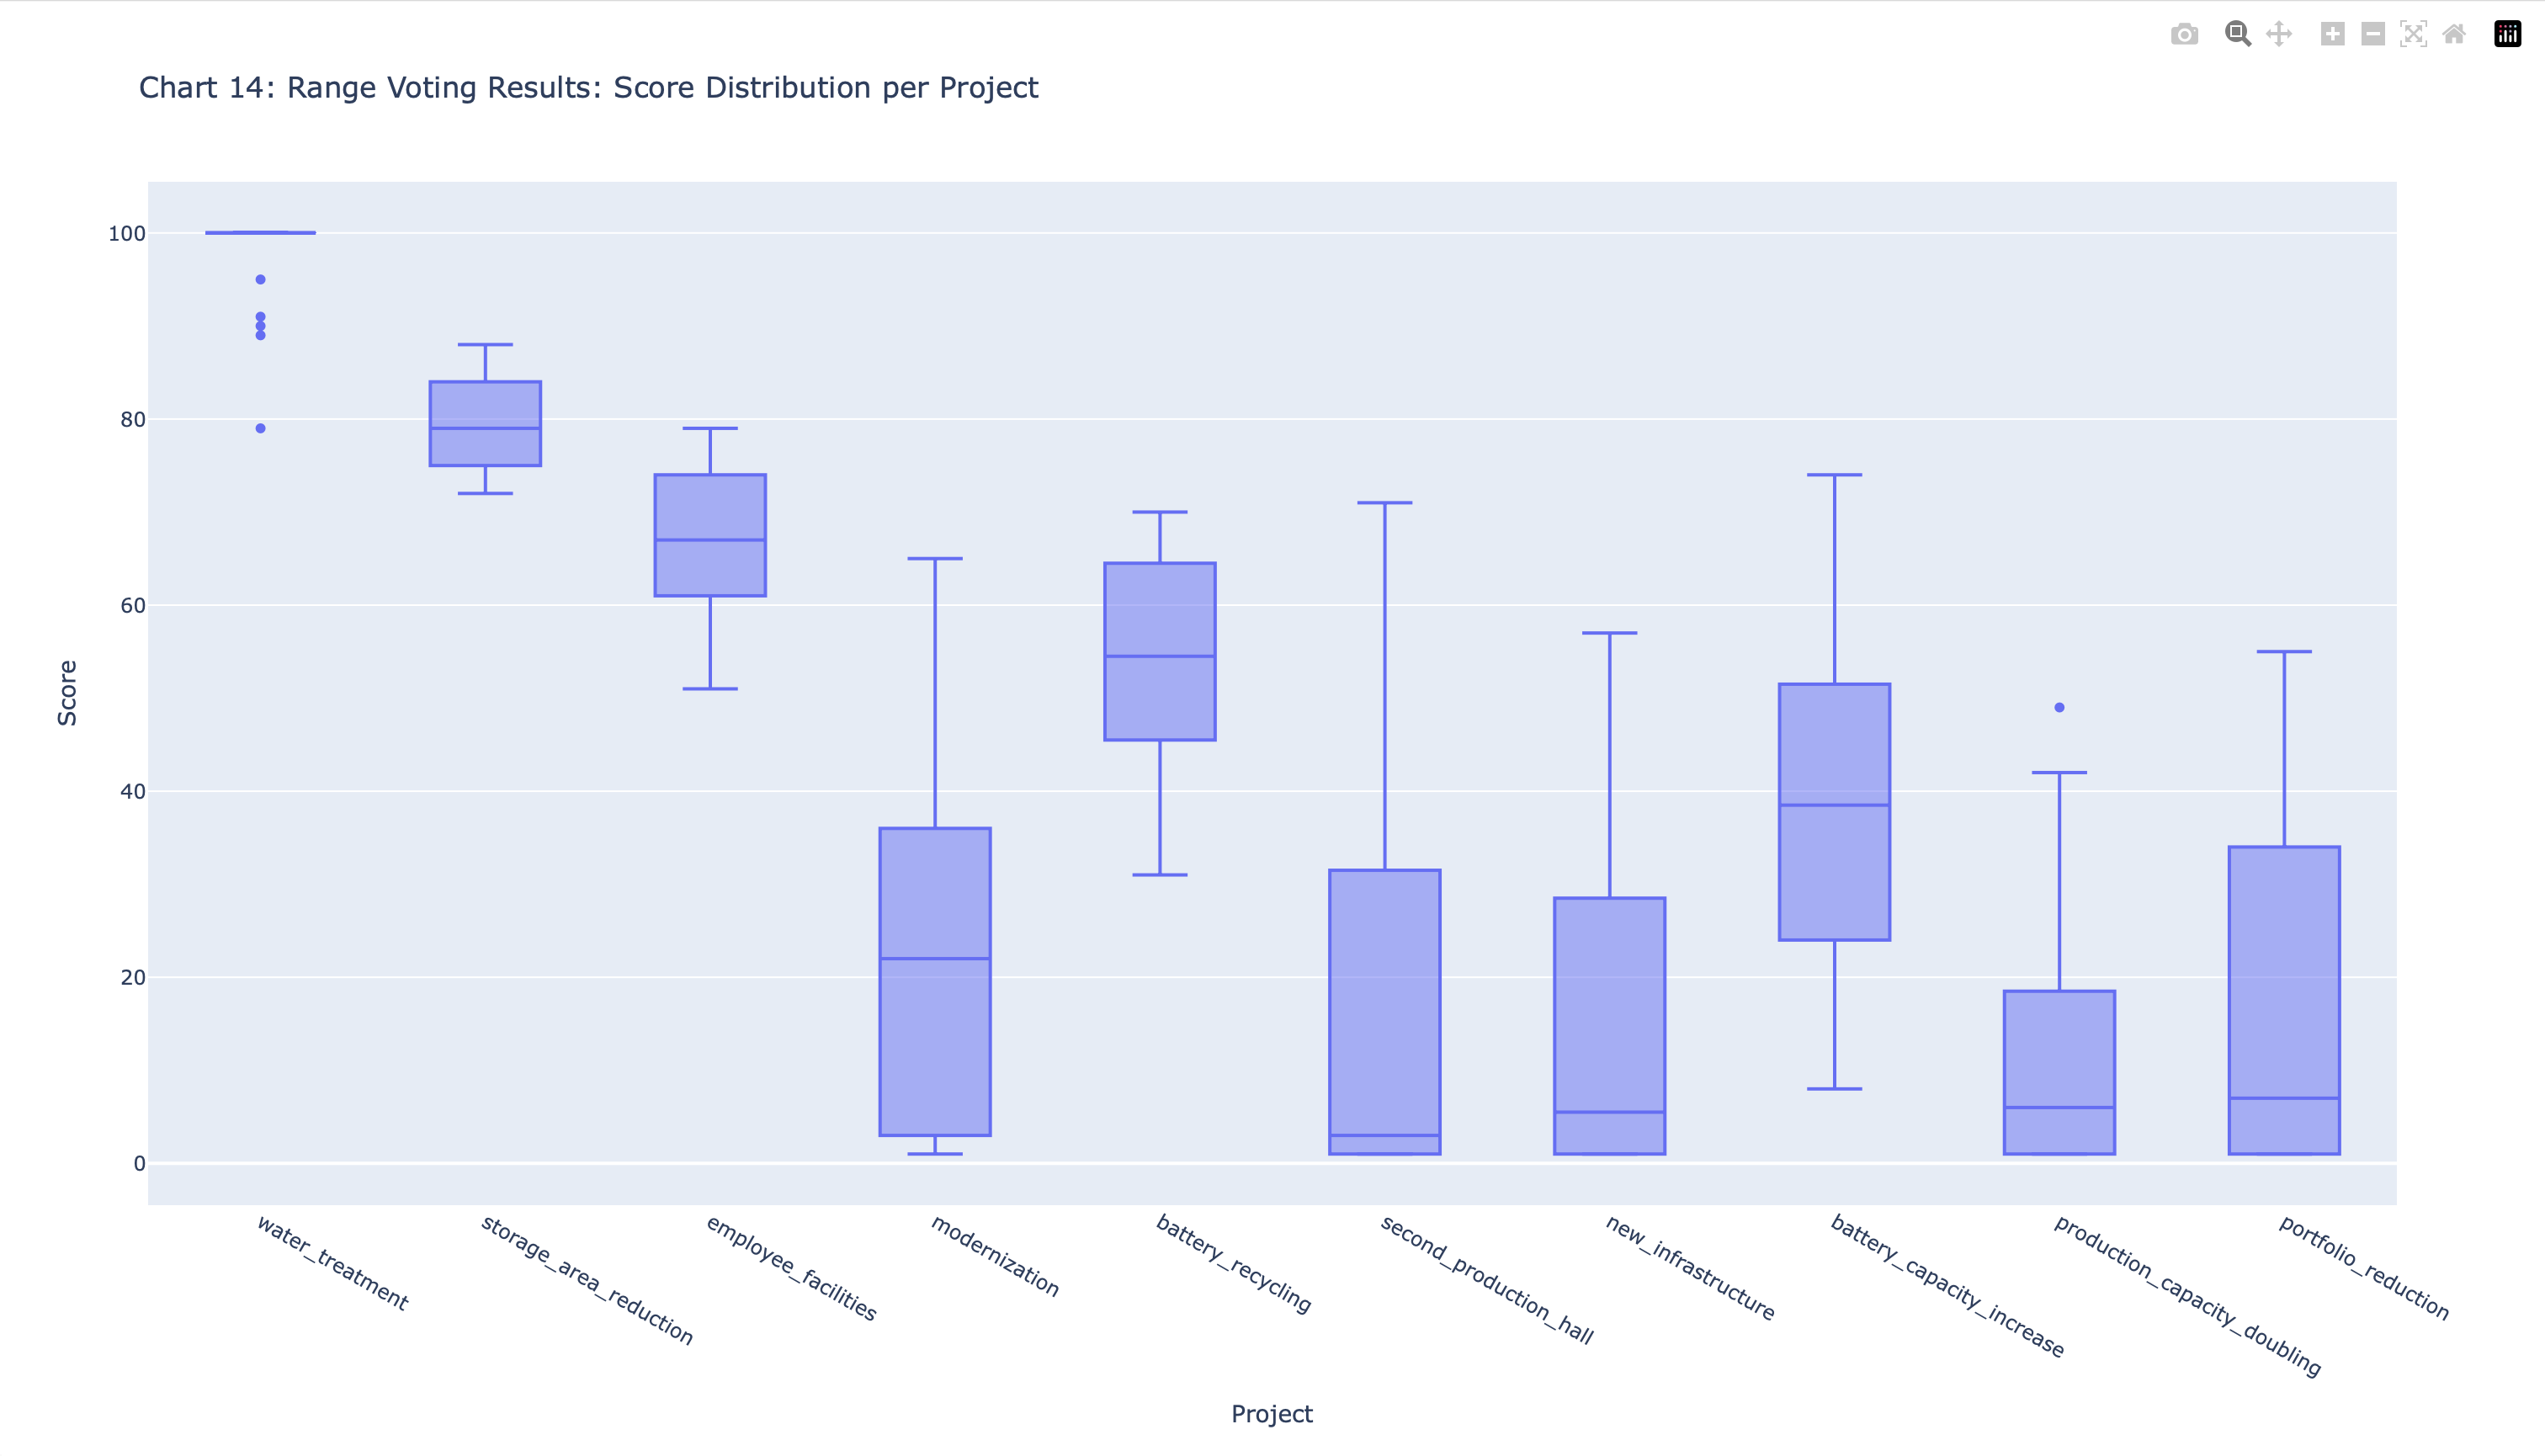 Chart 14: Range Voting Results: Score Distribution per Project
100
80
60
40
20
0
Score
water_treatment
storage_area_reduction
employee_facilities
modernization
battery_recycling
second_production_hall
new_infrastructure
battery_capacity_increase
production_capacity_doubling
portfolio_reduction
Project